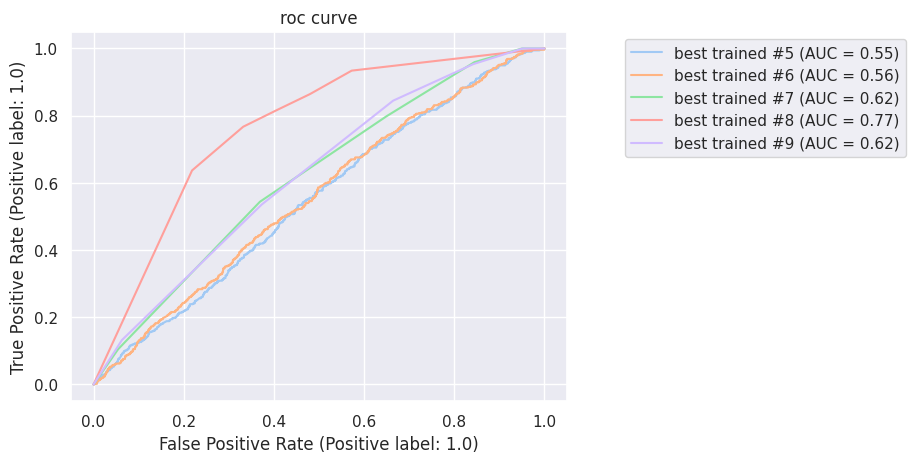 roc curve
1.0
0.8
0.6
0.4
0.2
0.0
True Positive Rate (Positive label: 1.0)
0.0 0.2 0.4 0.6 0.8 1.0
False Positive Rate (Positive label: 1.0)
best trained #5 (AUC = 0.55)
best trained #6 (AUC = 0.56)
best trained #7 (AUC = 0.62)
best trained #8 (AUC = 0.77)
best trained #9 (AUC = 0.62)